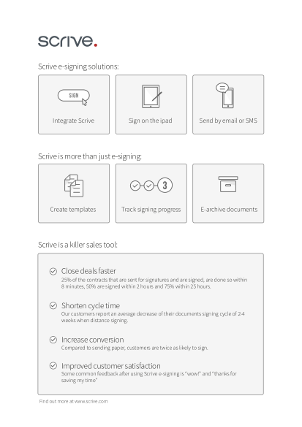 scrive.
Scrive e-signing solutions:
SIGN
Integrate Scrive
Sign on the ipad
Send by email or SMS
Scrive is more than just e-signing:
3
Create templates
Track signing progress
E-archive documents
Scrive is a killer sales tool:
Close deals faster
25% of the contracts that are sent for signatures and are signed, are done so within
8 minutes, 50% are signed within 2 hours and 75% within 23 hours.
Shorten cycle time
Our customers report an average decrease of their documents signing cycle of 2-4
weeks when distance signing.
Increase conversion
Compared to sending paper, customers are twice as likely to sign.
Improved customer satisfaction
Some common feedback after using Scrive e-signing is "wow!" and "thanks for
saving my time"
Find out more at www.scrive.com